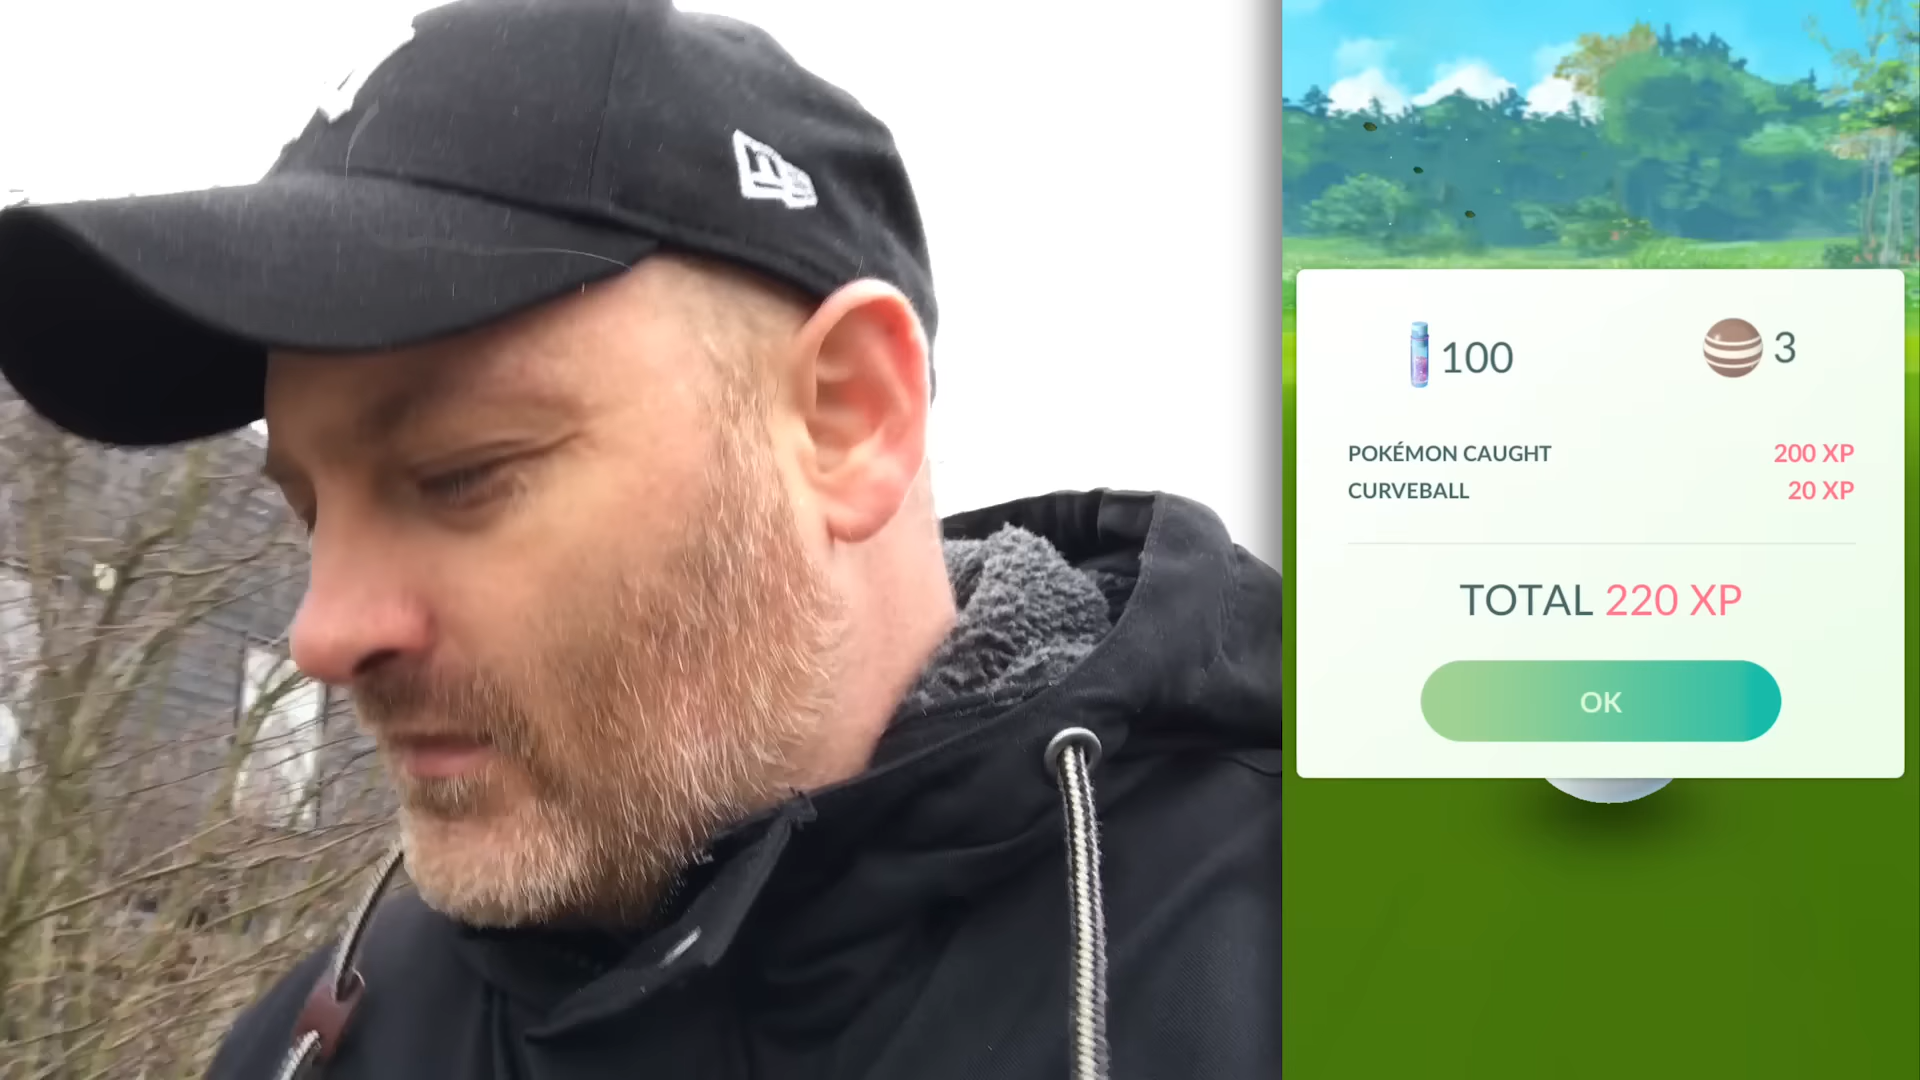 100
3
POKÉMON CAUGHT 200 XP
CURVEBALL 20 XP
TOTAL 220 XP
OK